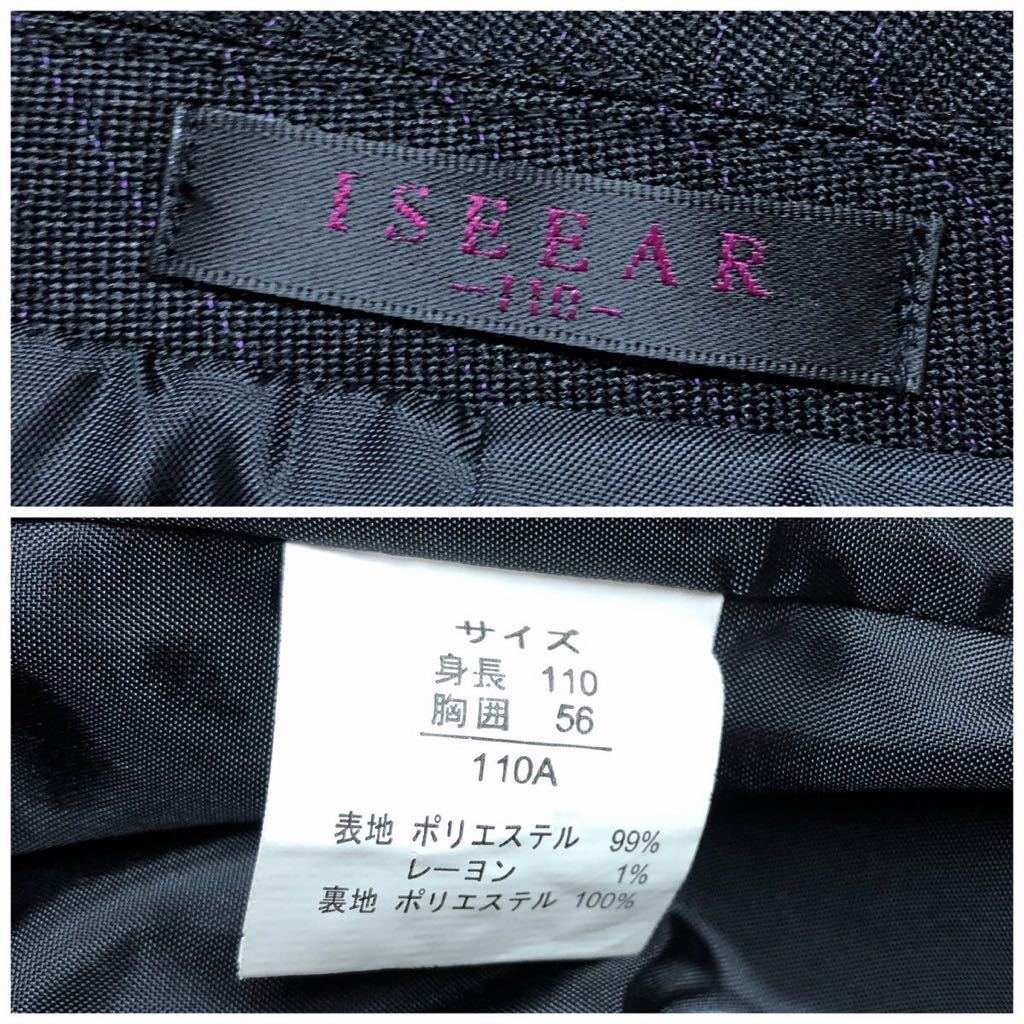 ISEEAR
-110-
サイズ
身長 110
胸囲 56
110A
表地 ポリエステル 99%
レーヨン 1%
裏地 ポリエステル 100%